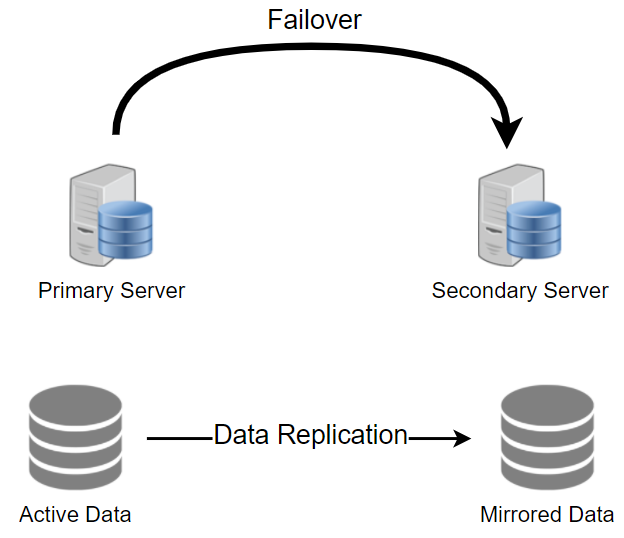 Failover
Primary Server
Secondary Server
Data Replication
Active Data
Mirrored Data